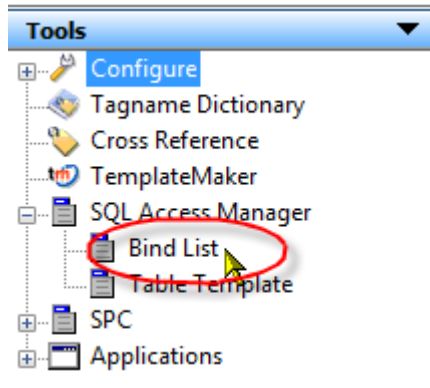 Tools
Configure
Tagname Dictionary
Cross Reference
TemplateMaker
SQL Access Manager
Bind List
Table Template
SPC
Applications